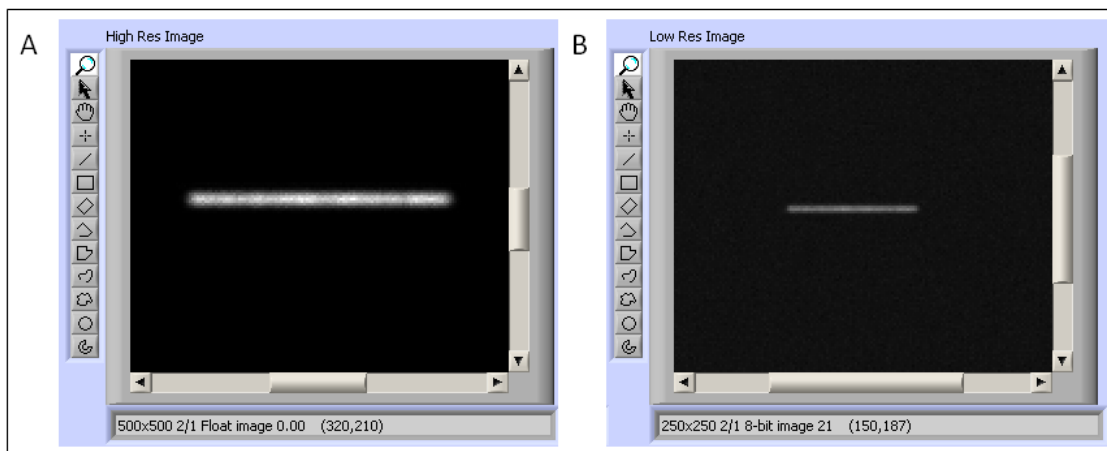 A
High Res Image
500x500 2/1 Float image 0.00 (320,210)
B
Low Res Image
250x250 2/1 8-bit image 21 (150,187)